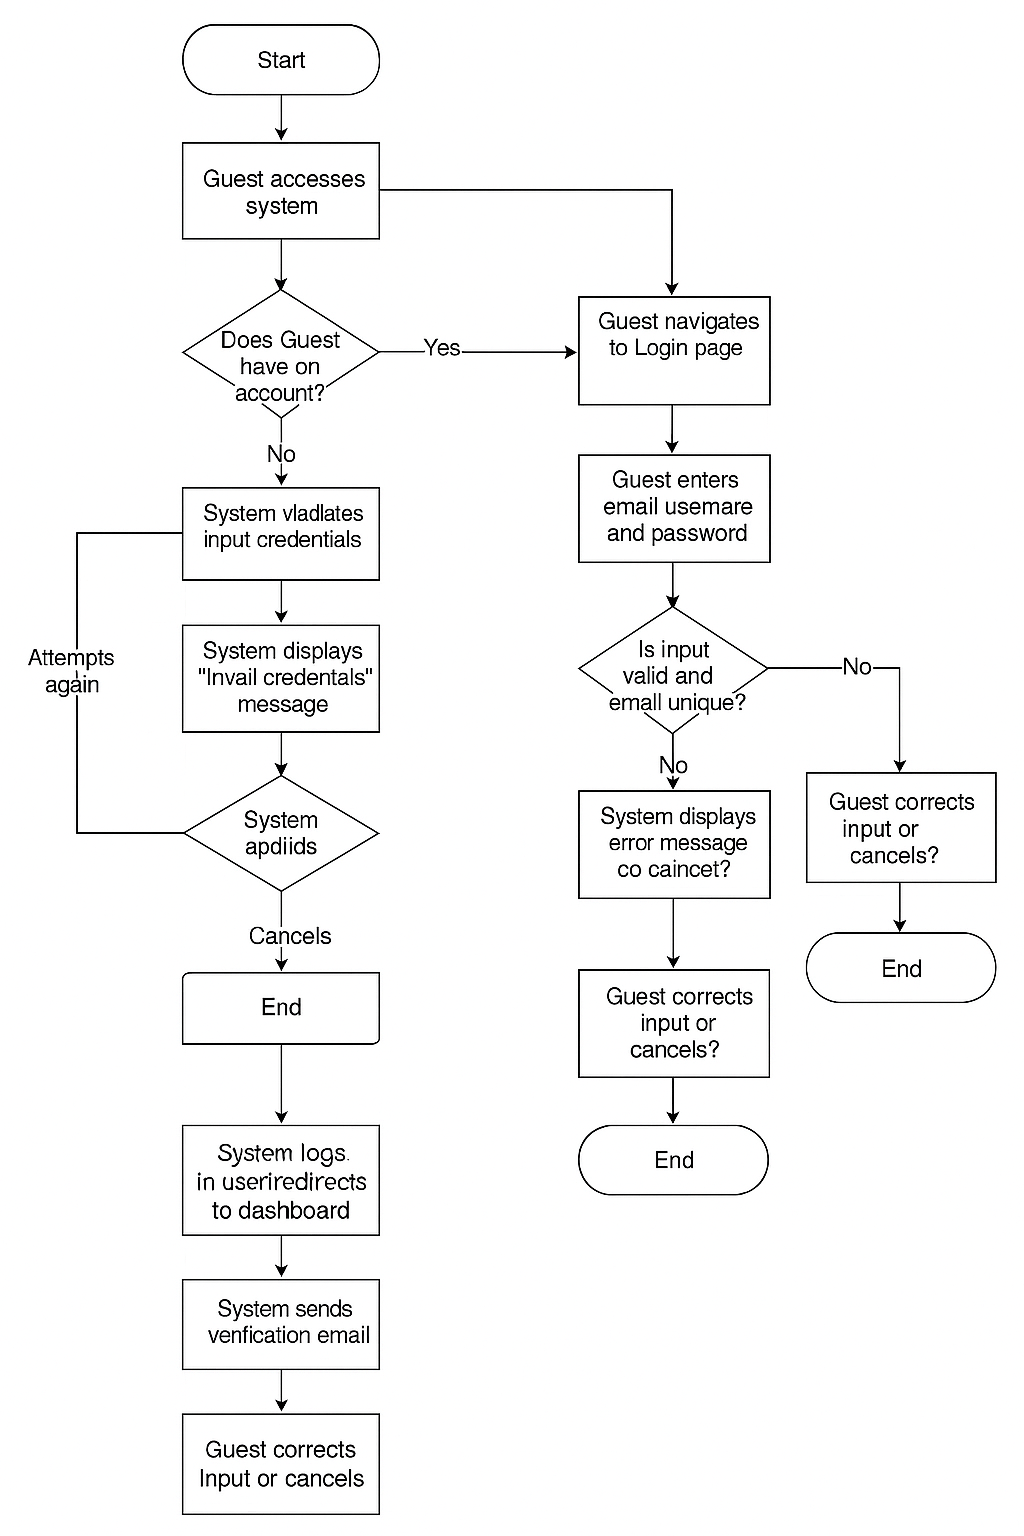 Start
Guest accesses
system
Does Guest
have on
account?
Yes
No
Guest navigates
to Login page
Guest enters
email usemare
and password
System vladlates
input credentials
System displays
"Invail credentals"
message
Attempts
again
System
apdiids
Cancels
End
System logs.
in useriredirects
to dashboard
System sends
venfication email
Guest corrects
Input or cancels
Is input
valid and
emall unique?
No
No
System displays
error message
co caincet?
Guest corrects
input or
cancels?
End
Guest corrects
input or
cancels?
End